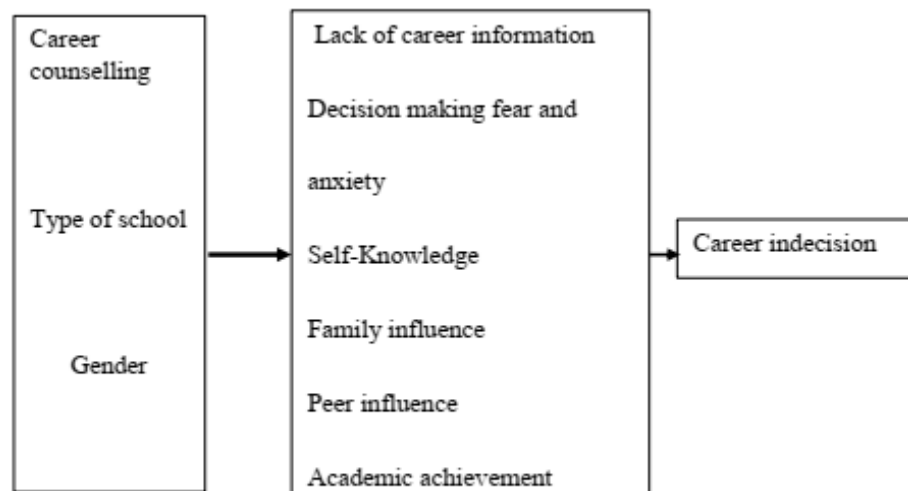 Career
counselling
Type of school
Gender
Lack of career information
Decision making fear and
anxiety
Self-Knowledge
Family influence
Peer influence
Academic achievement
Career indecision